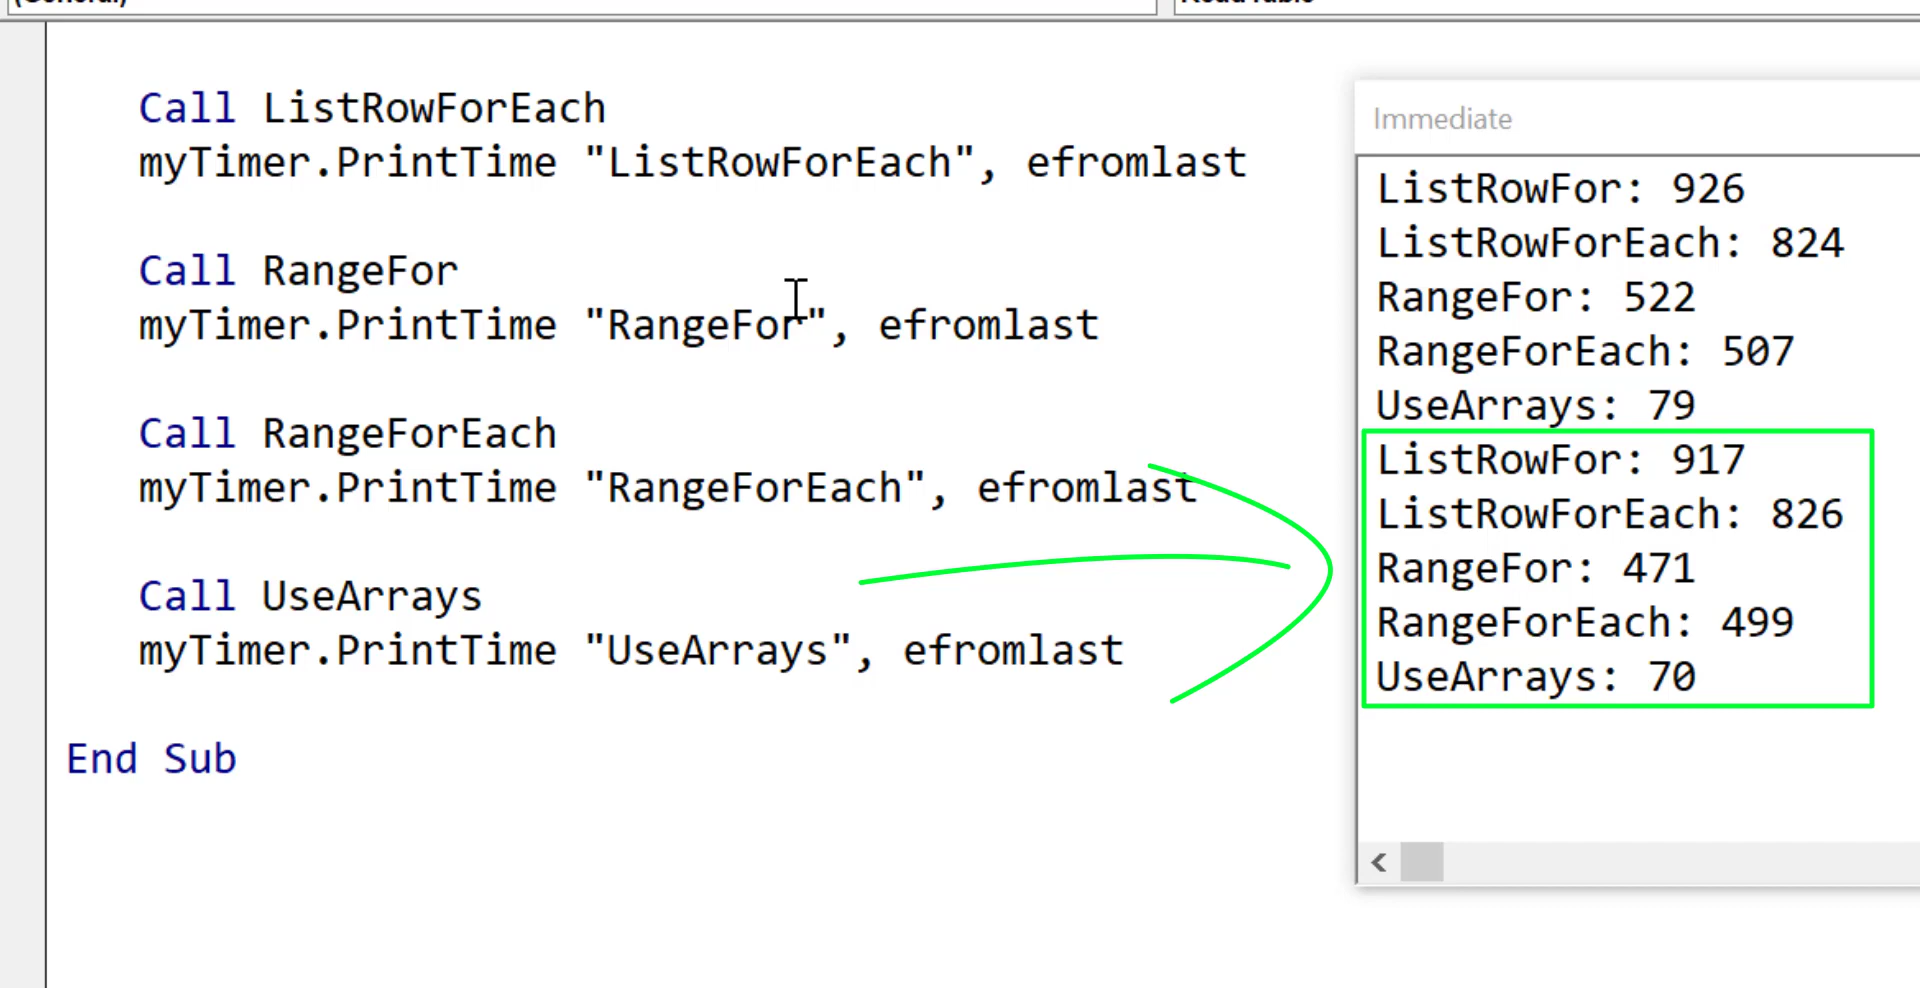 Call ListRowForEach
myTimer.PrintTime "ListRowForEach", efromlast
Call RangeFor
myTimer.PrintTime "RangeFor", efromlast
Call RangeForEach
myTimer.PrintTime "RangeForEach", efromlast
Call UseArrays
myTimer.PrintTime "UseArrays", efromlast
End Sub
Immediate
ListRowFor: 926
ListRowForEach: 824
RangeFor: 522
RangeForEach: 507
UseArrays: 79
ListRowFor: 917
ListRowForEach: 826
RangeFor: 471
RangeForEach: 499
UseArrays: 70